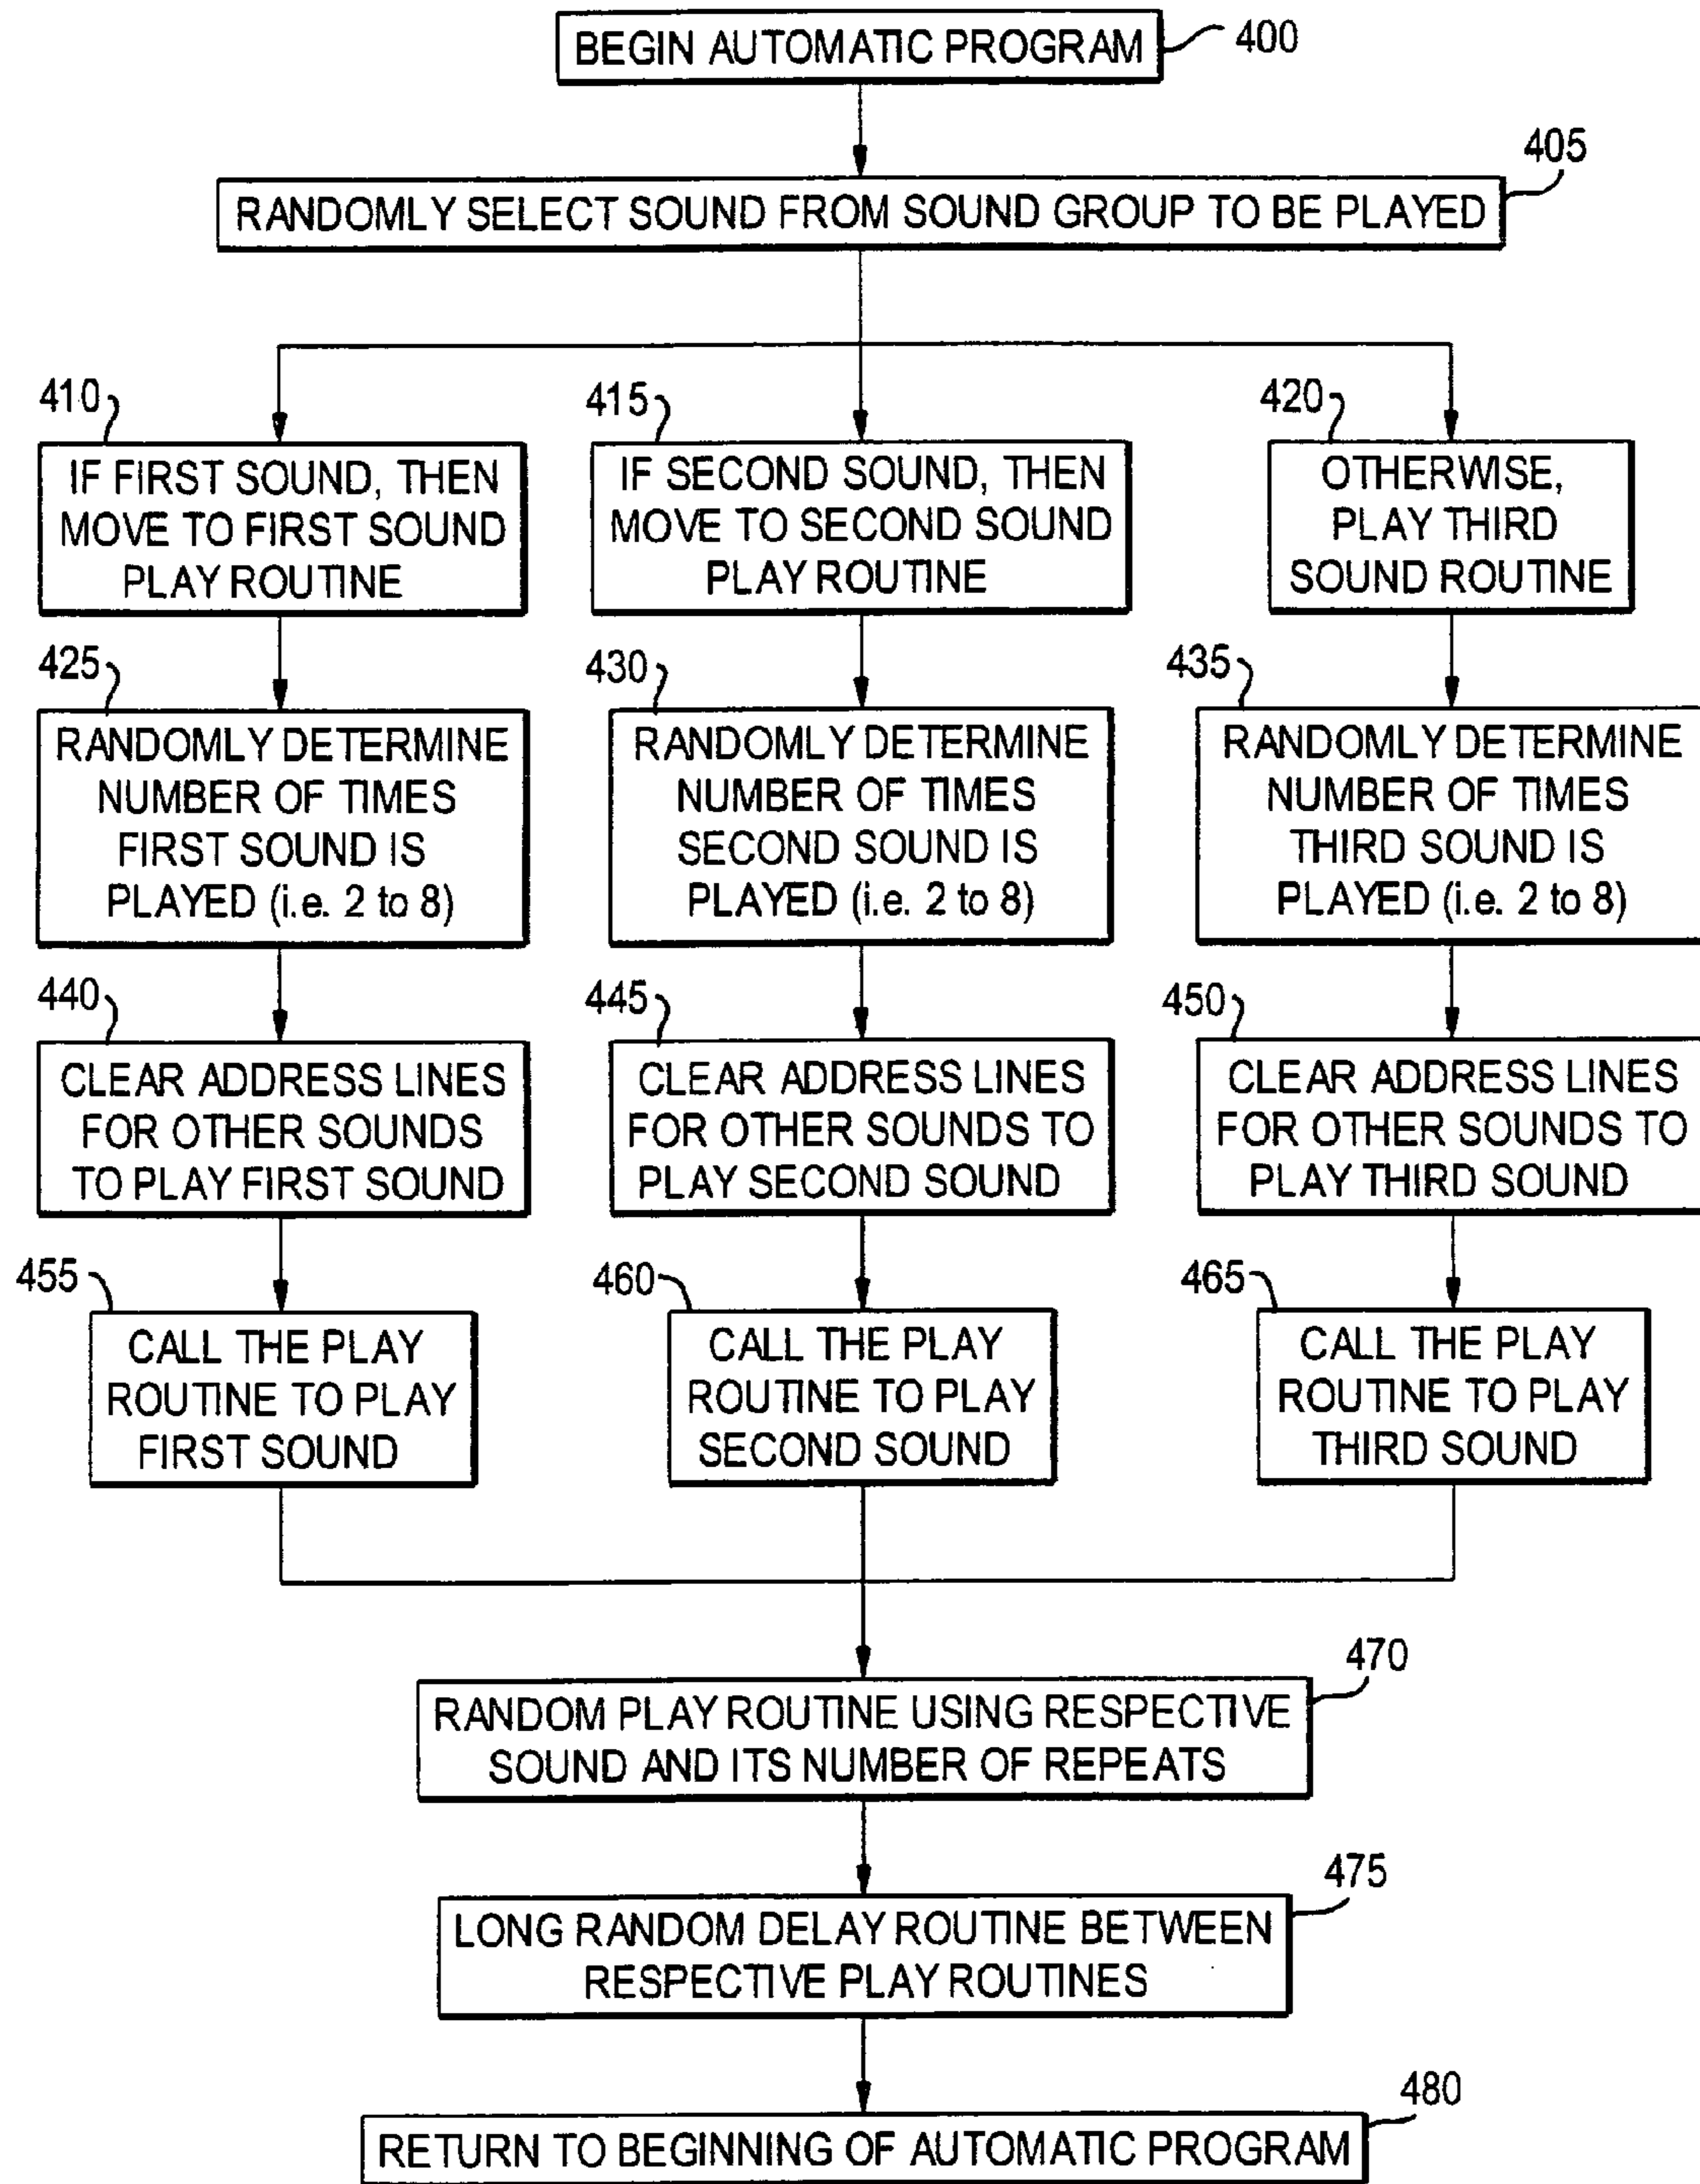 BEGIN AUTOMATIC PROGRAM
400
405
RANDOMLY SELECT SOUND FROM SOUND GROUP TO BE PLAYED
410
IF FIRST SOUND, THEN
MOVE TO FIRST SOUND
PLAY ROUTINE
415
IF SECOND SOUND, THEN
MOVE TO SECOND SOUND
PLAY ROUTINE
420
OTHERWISE,
PLAY THIRD
SOUND ROUTINE
425
RANDOMLY DETERMINE
NUMBER OF TIMES
FIRST SOUND IS
PLAYED (i.e. 2 to 8)
430
RANDOMLY DETERMINE
NUMBER OF TIMES
SECOND SOUND IS
PLAYED (i.e. 2 to 8)
435
RANDOMLY DETERMINE
NUMBER OF TIMES
THIRD SOUND IS
PLAYED (i.e. 2 to 8)
440
CLEAR ADDRESS LINES
FOR OTHER SOUNDS
TO PLAY FIRST SOUND
445
CLEAR ADDRESS LINES
FOR OTHER SOUNDS TO
PLAY SECOND SOUND
450
CLEAR ADDRESS LINES
FOR OTHER SOUNDS TO
PLAY THIRD SOUND
455
CALL THE PLAY
ROUTINE TO PLAY
FIRST SOUND
460
CALL THE PLAY
ROUTINE TO PLAY
SECOND SOUND
465
CALL THE PLAY
ROUTINE TO PLAY
THIRD SOUND
470
RANDOM PLAY ROUTINE USING RESPECTIVE
SOUND AND ITS NUMBER OF REPEATS
475
LONG RANDOM DELAY ROUTINE BETWEEN
RESPECTIVE PLAY ROUTINES
480
RETURN TO BEGINNING OF AUTOMATIC PROGRAM